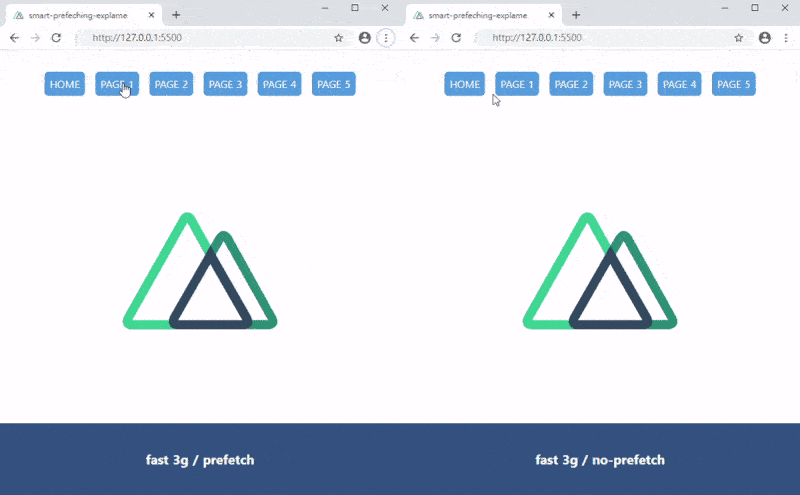 smart-prefeching-explame
smart-prefeching-explame
http://127.0.0.1:5500
http://127.0.0.1:5500
HOME PAGE 1 PAGE 2 PAGE 3 PAGE 4 PAGE 5
HOME PAGE 1 PAGE 2 PAGE 3 PAGE 4 PAGE 5
fast 3g / prefetch
fast 3g / no-prefetch